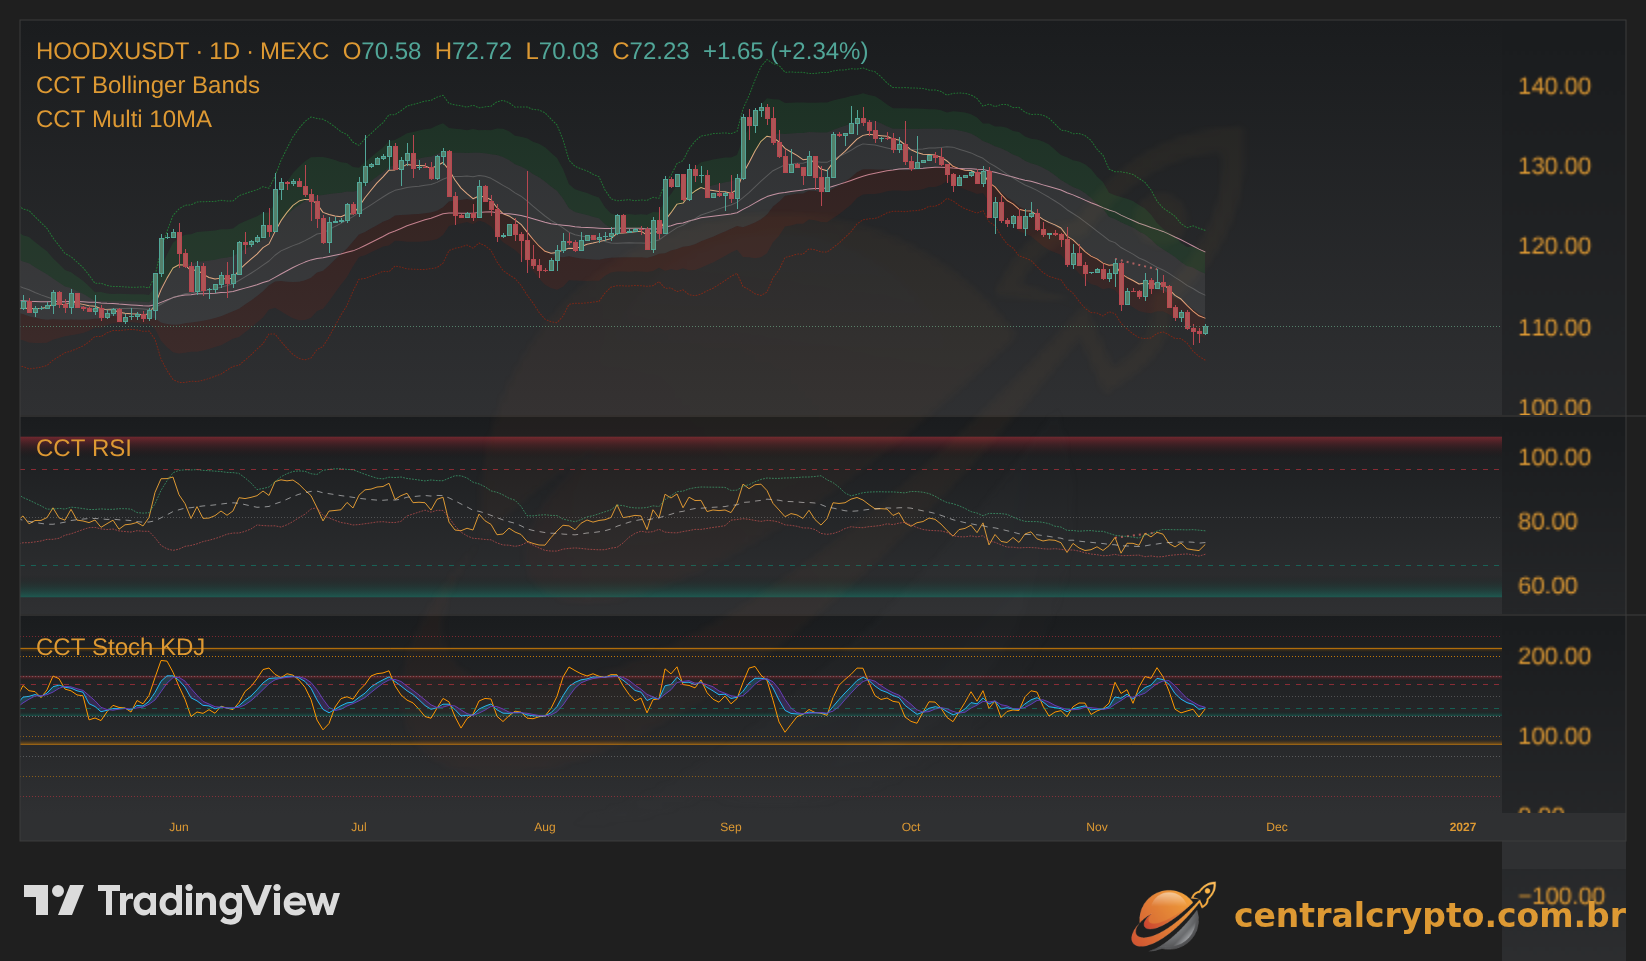 HOODXUSDT · 1D · MEXC O70.58 H72.72 L70.03 C72.23 +1.65 (+2.34%)
CCT Bollinger Bands
CCT Multi 10MA
140.00
130.00
120.00
110.00
100.00
CCT RSI
100.00
80.00
60.00
CCT Stoch KDJ
200.00
100.00
0.00
Jun Jul Aug Sep Oct Nov Dec 2027
−100.00
TradingView
centralcrypto.com.br